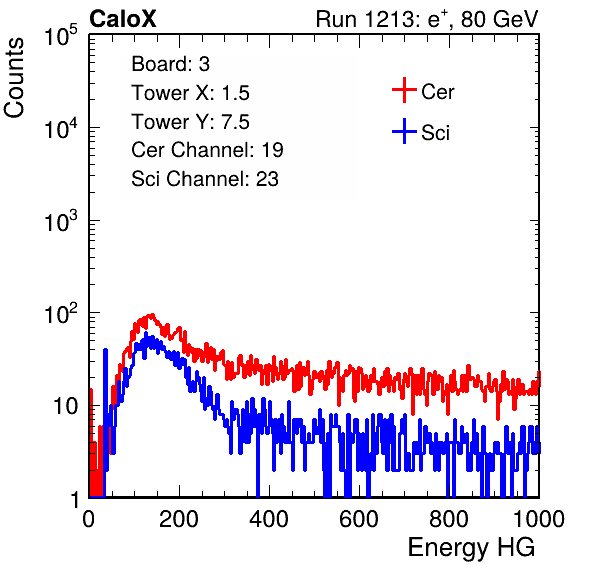 CaloX Run 1213: e⁺, 80 GeV
Counts
Board: 3
Tower X: 1.5
Tower Y: 7.5
Cer Channel: 19
Sci Channel: 23
Cer
Sci
10⁵
10⁴
10³
10²
10
1
0 200 400 600 800 1000
Energy HG